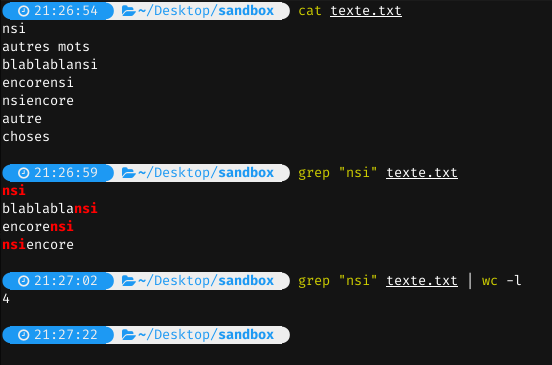 21:26:54 ~/Desktop/sandbox cat texte.txt
nsi
autres mots
blablablansi
encorensi
nsiencore
autre
choses
21:26:59 ~/Desktop/sandbox grep "nsi" texte.txt
nsi
blablablansi
encorensi
nsiencore
21:27:02 ~/Desktop/sandbox grep "nsi" texte.txt | wc -l
4
21:27:22 ~/Desktop/sandbox